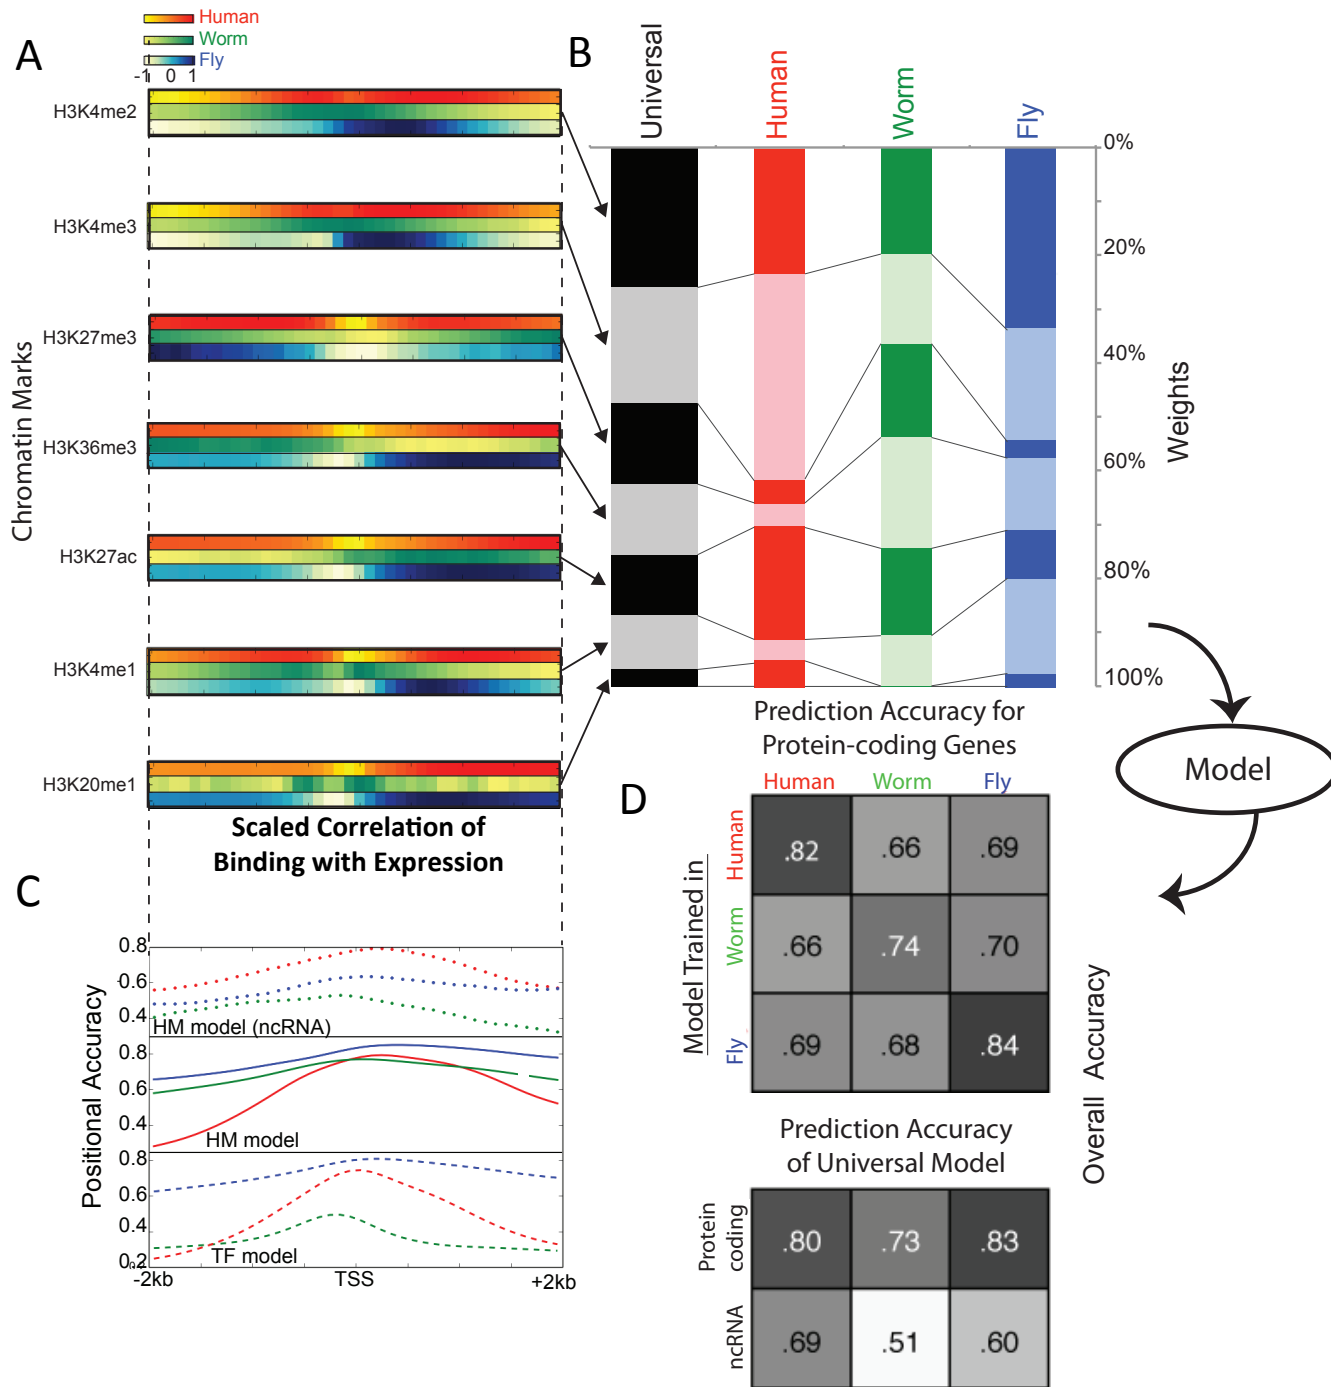 A
Human
Worm
Fly
-1 0 1
H3K4me2
H3K4me3
H3K27me3
H3K36me3
H3K27ac
H3K4me1
H3K20me1
Chromatin Marks
Scaled Correlation of
Binding with Expression
B
Universal
Human
Worm
Fly
0%
20%
40%
60%
80%
100%
Weights
Model
C
Positional Accuracy
0.8
0.6
0.4
HM model (ncRNA)
0.8
0.6
0.4
HM model
0.8
0.6
0.4
0.2
TF model
-2kb
TSS
+2kb
D
Prediction Accuracy for
Protein-coding Genes
Human Worm Fly
Model Trained in
Human
.82 .66 .69
Worm
.66 .74 .70
Fly
.69 .68 .84
Prediction Accuracy
of Universal Model
Protein
coding
.80 .73 .83
ncRNA
.69 .51 .60
Overall Accuracy